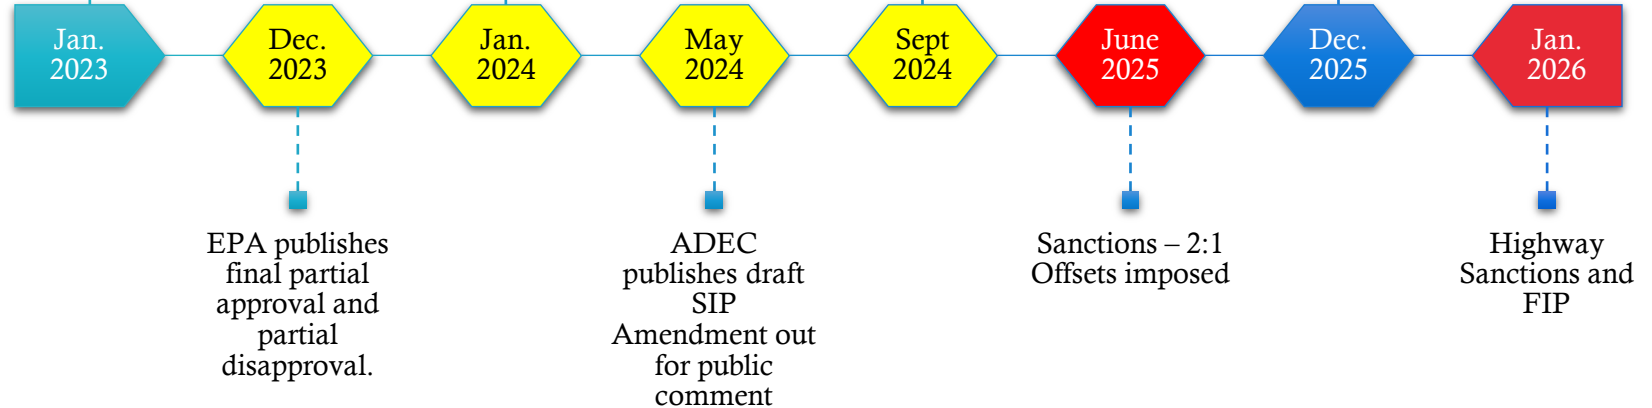 Jan.
2023
Dec.
2023
Jan.
2024
May
2024
Sept
2024
June
2025
Dec.
2025
Jan.
2026
EPA publishes
final partial
approval and
partial
disapproval.
ADEC
publishes draft
SIP
Amendment out
for public
comment
Sanctions – 2:1
Offsets imposed
Highway
Sanctions and
FIP